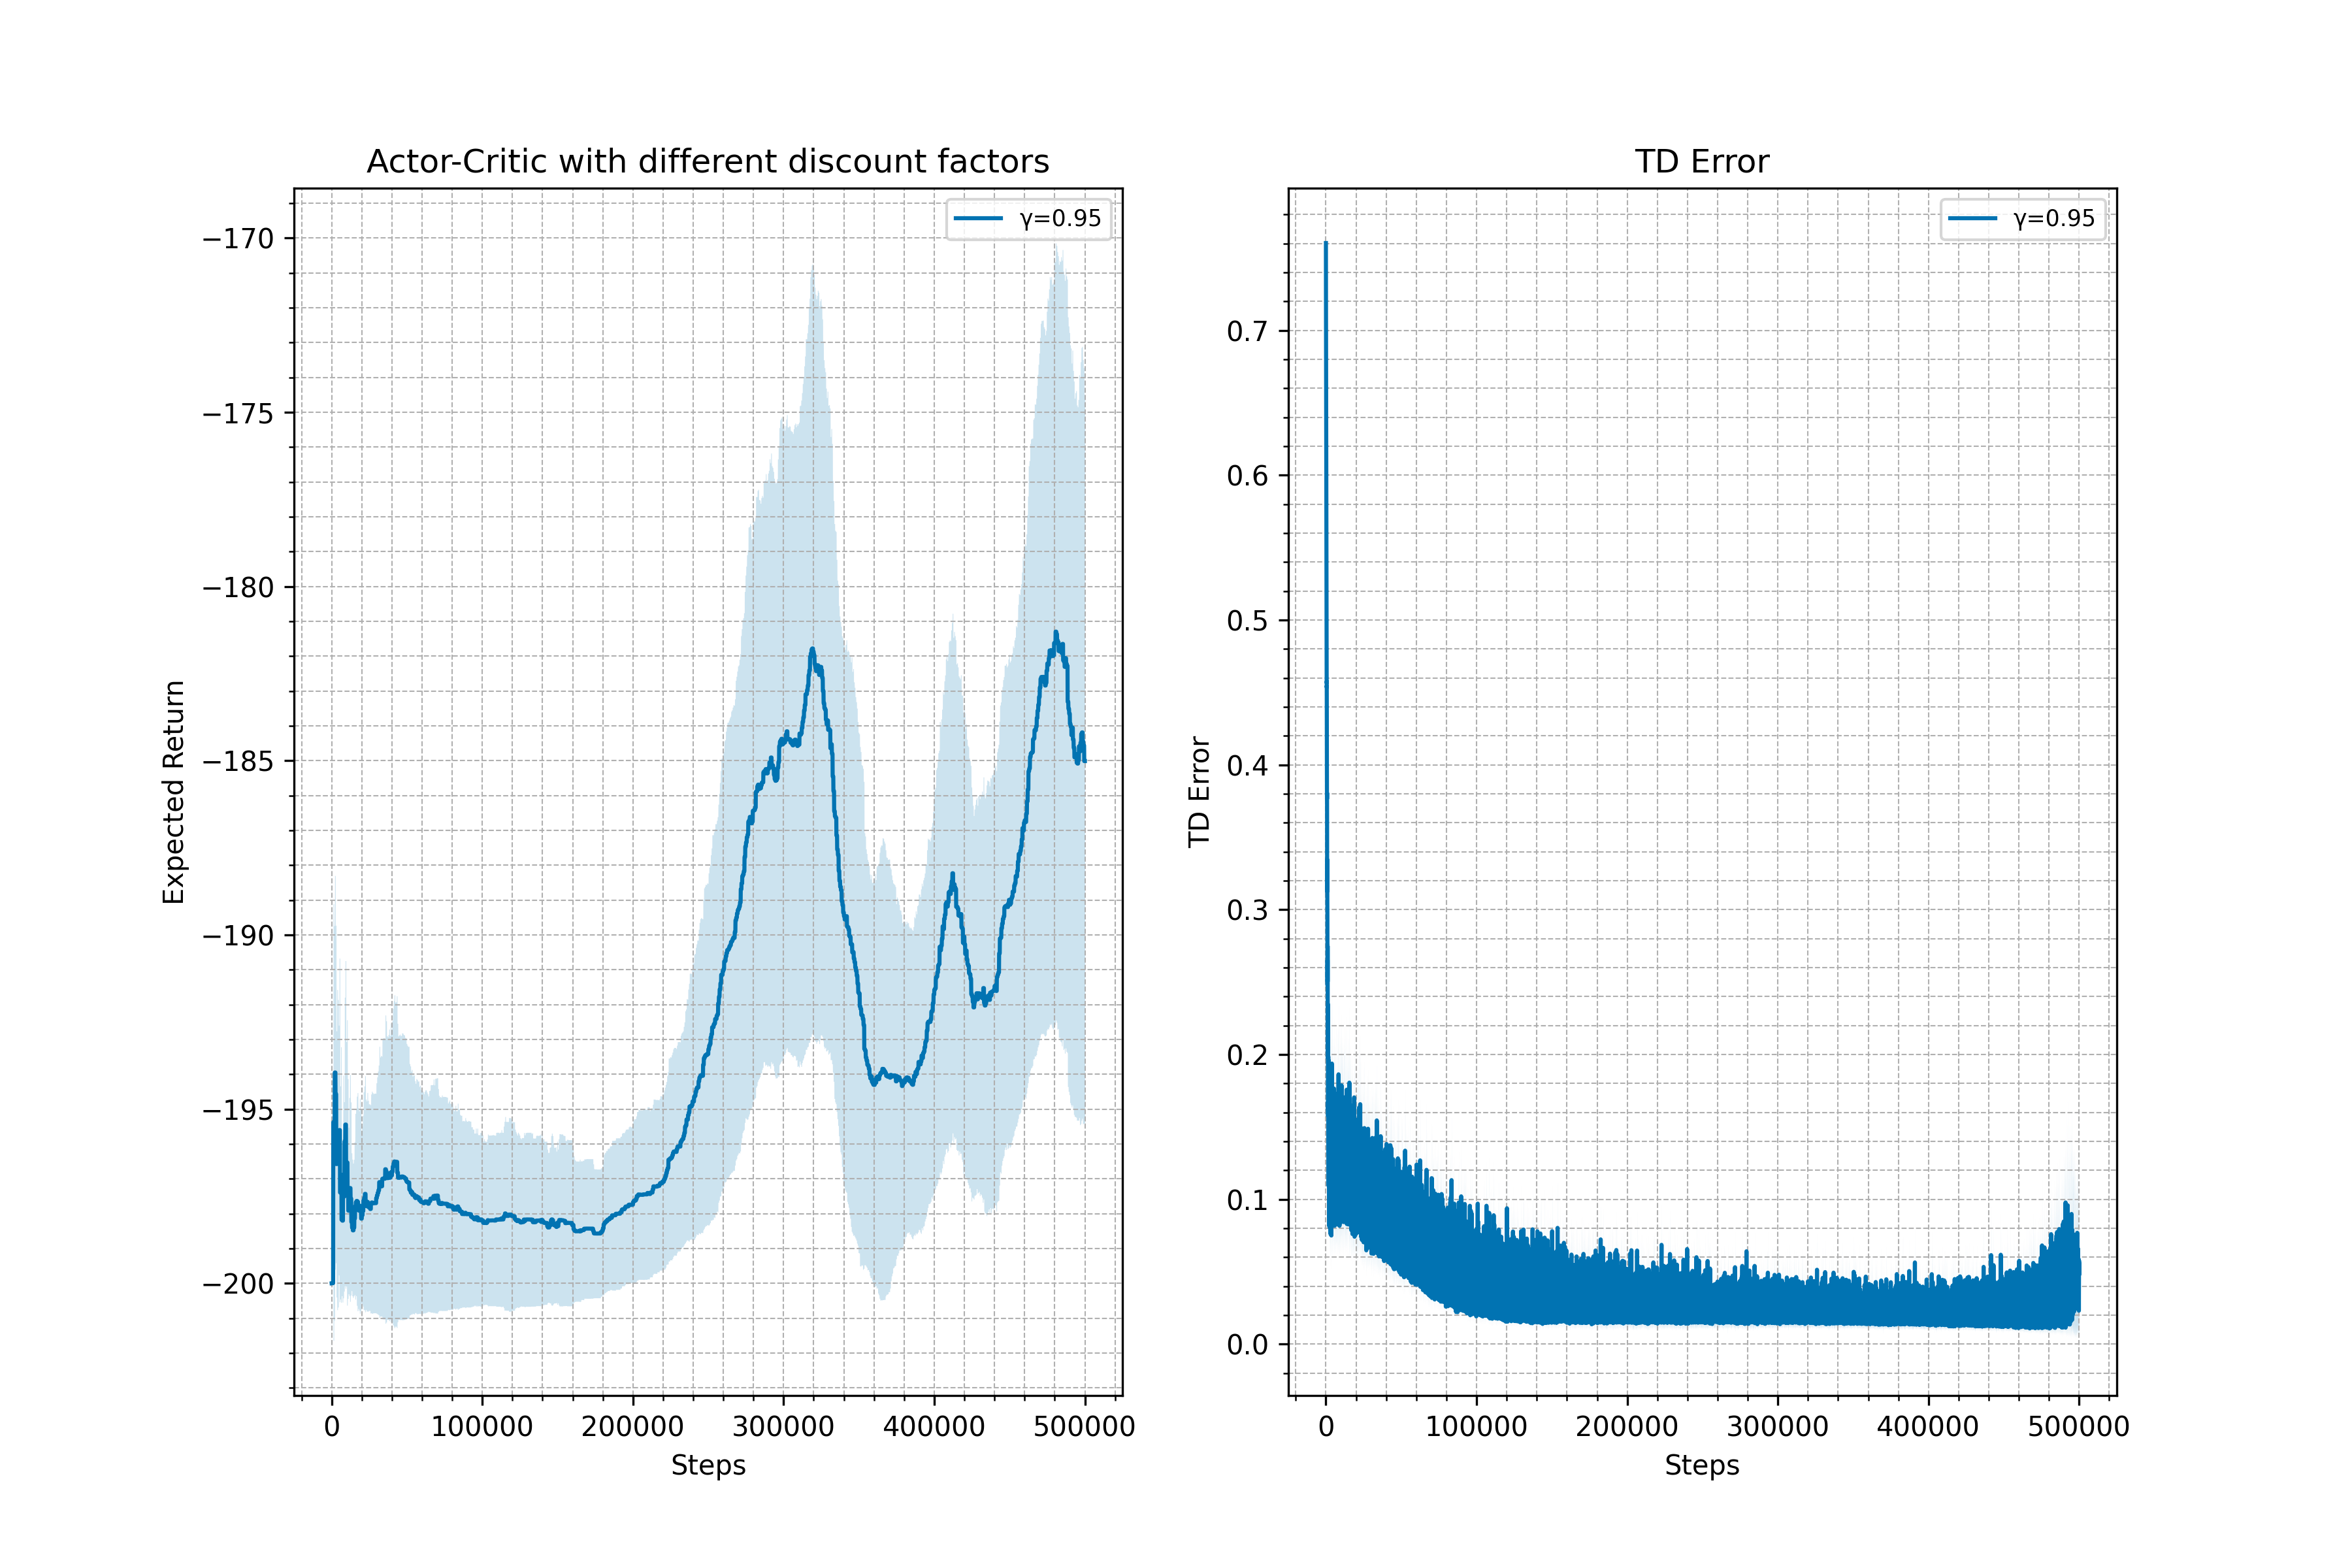 Actor-Critic with different discount factors
γ=0.95
−170
−175
−180
−185
−190
−195
−200
Expected Return
0 100000 200000 300000 400000 500000
Steps
TD Error
γ=0.95
0.7
0.6
0.5
0.4
0.3
0.2
0.1
0.0
TD Error
0 100000 200000 300000 400000 500000
Steps